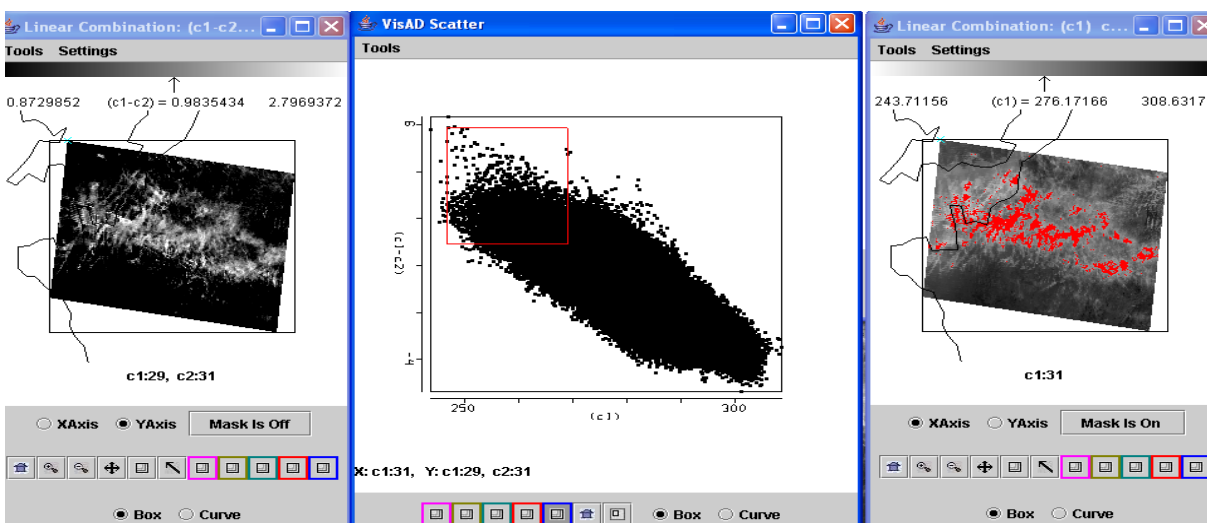 Linear Combination: (c1-c2...
Tools Settings
0.8729852 (c1-c2) = 0.9835434 2.7969372
c1:29, c2:31
XAxis YAxis Mask Is Off
Box Curve
VisAD Scatter
Tools
6
(c1-c2)
-4
250 300
(c1)
X: c1:31, Y: c1:29, c2:31
Box Curve
Linear Combination: (c1) c...
Tools Settings
243.71156 (c1) = 276.17166 308.6317
c1:31
XAxis YAxis Mask Is On
Box Curve